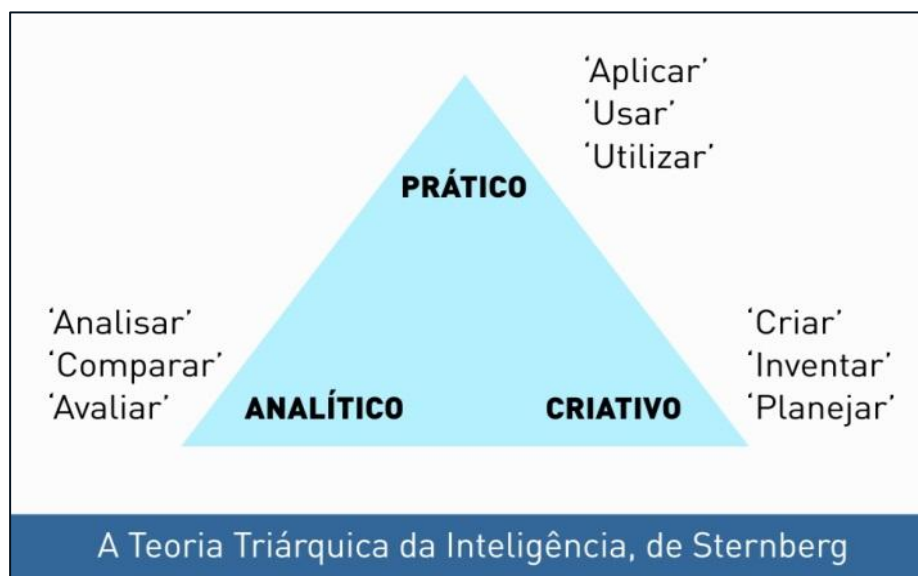 ‘Aplicar’
‘Usar’
‘Utilizar’
PRÁTICO
‘Analisar’
‘Comparar’
‘Avaliar’
ANALÍTICO
CRIATIVO
‘Criar’
‘Inventar’
‘Planejar’
A Teoria Triárquica da Inteligência, de Sternberg